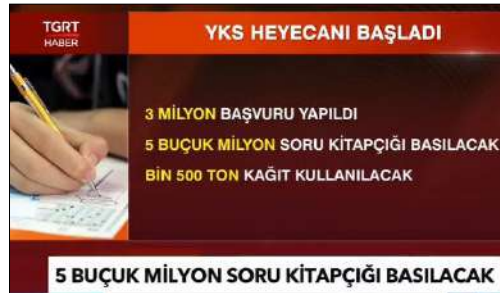 TGRT
HABER
YKS HEYECANI BAŞLADI
3 MİLYON BAŞVURU YAPILDI
5 BUÇUK MİLYON SORU KİTAPÇIĞI BASILACAK
BİN 500 TON KAĞIT KULLANILACAK
5 BUÇUK MİLYON SORU KİTAPÇIĞI BASILACAK